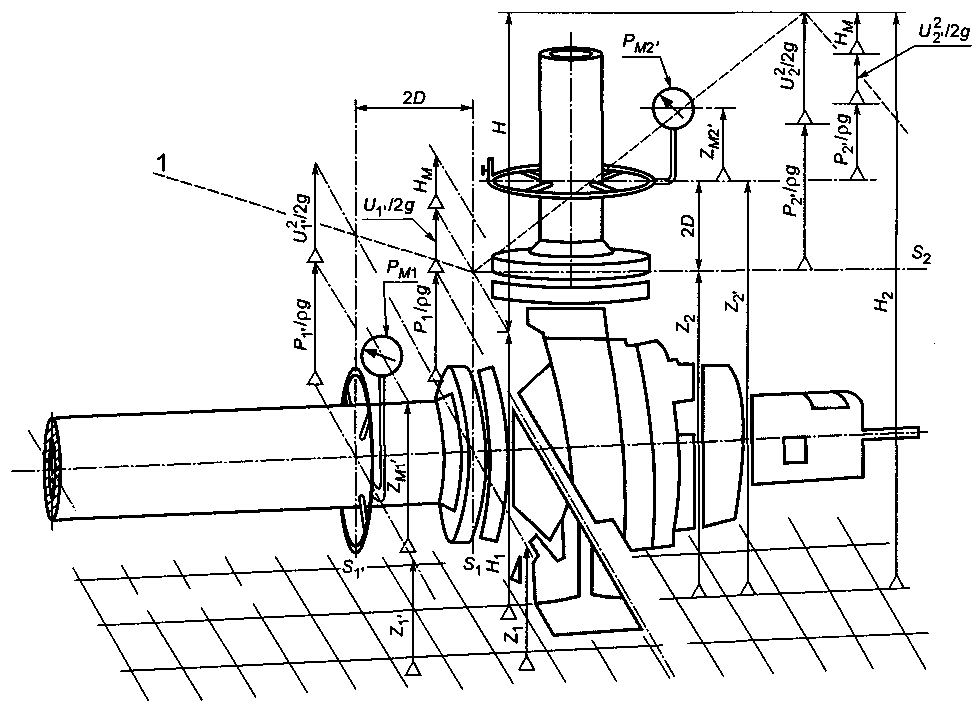 H
P_M2'
H_M
U_2^2/2g
U_2'^2/2g
2D
Z_M2'
P_2'/ρg
1
U_1'^2/2g
H_M
U_1'/2g
P_M1
P_2'/ρg
2D
S_2
P_1'/ρg
P_1/ρg
Z_2
Z_2'
H_2
Z_M1'
S_1'
S_1
H_1
Z_1'
Z_1